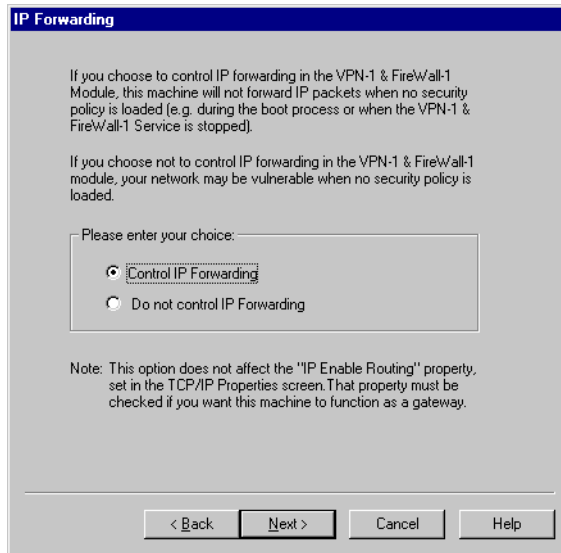 IP Forwarding
If you choose to control IP forwarding in the VPN-1 & FireWall-1
Module, this machine will not forward IP packets when no security
policy is loaded (e.g. during the boot process or when the VPN-1 &
FireWall-1 Service is stopped).
If you choose not to control IP forwarding in the VPN-1 & FireWall-1
module, your network may be vulnerable when no security policy is
loaded.
Please enter your choice:
Control IP Forwarding
Do not control IP Forwarding
Note: This option does not affect the "IP Enable Routing" property,
set in the TCP/IP Properties screen.That property must be
checked if you want this machine to function as a gateway.
< Back Next > Cancel Help